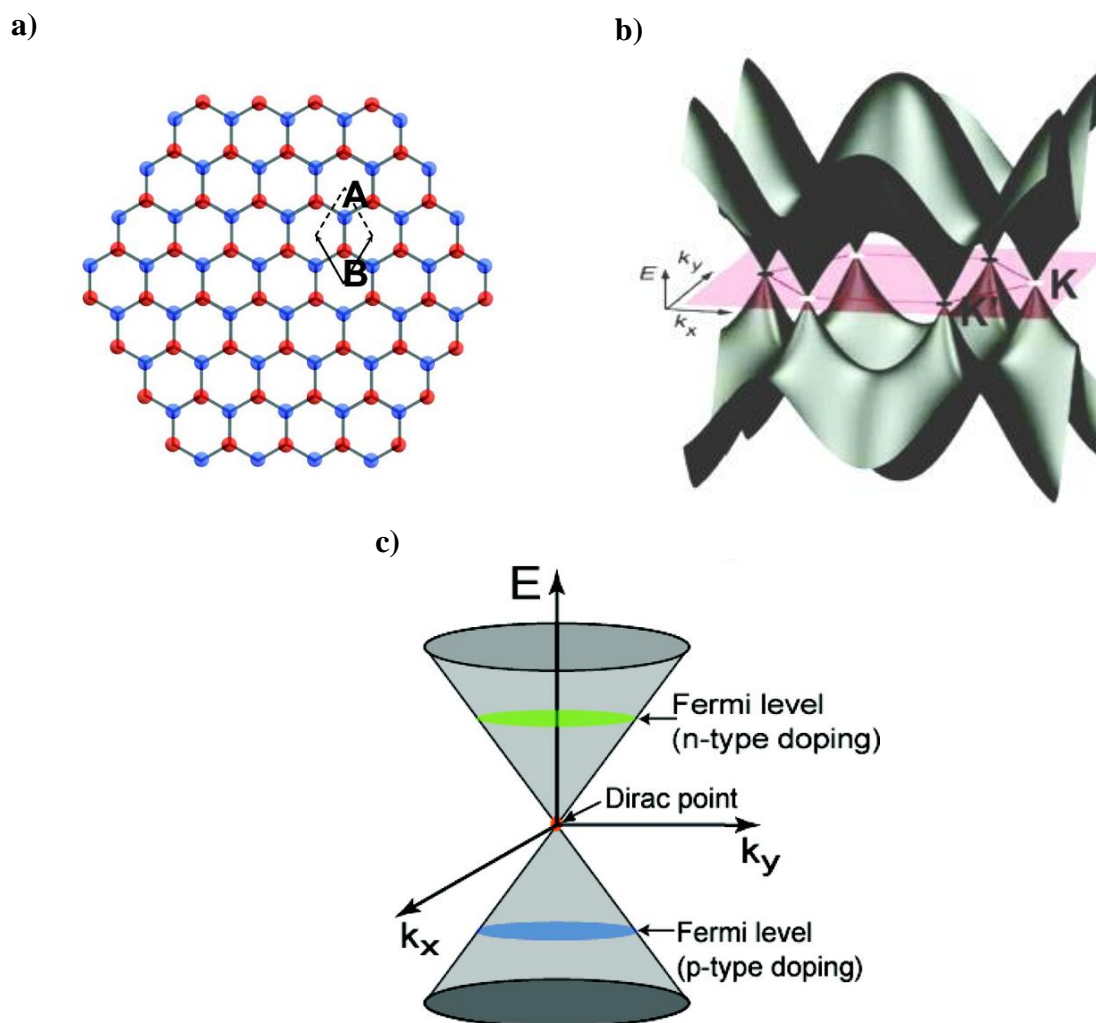 a)
b)
A
B
E
k_y
k_x
K
K'
c)
E
Fermi level
(n-type doping)
Dirac point
k_y
k_x
Fermi level
(p-type doping)